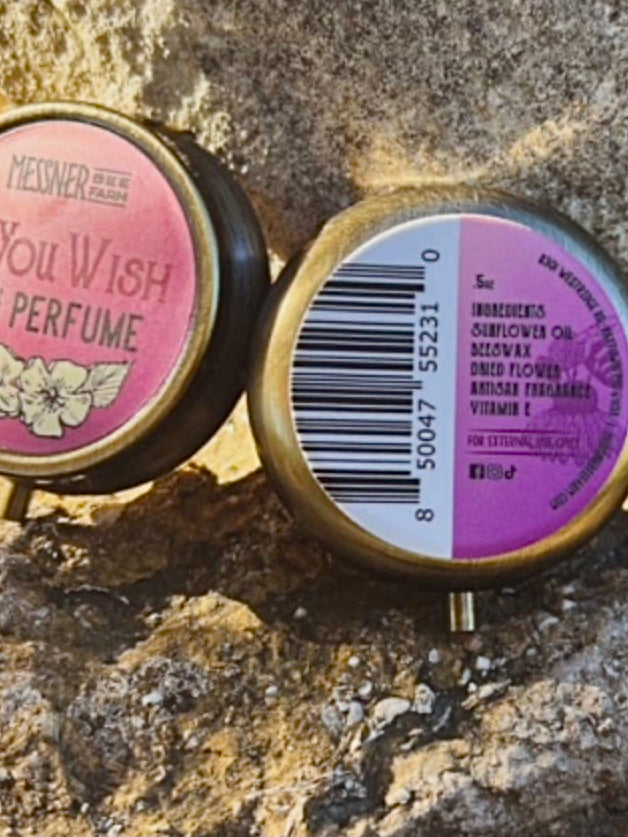 MESSNER BEE FARM
You Wish
PERFUME
8 50047 55231 0
.5oz
INGREDIENTS
SUNFLOWER OIL
BEESWAX
DRIED FLOWER
ARTISAN FRAGRANCE
VITAMIN E
FOR EXTERNAL USE ONLY